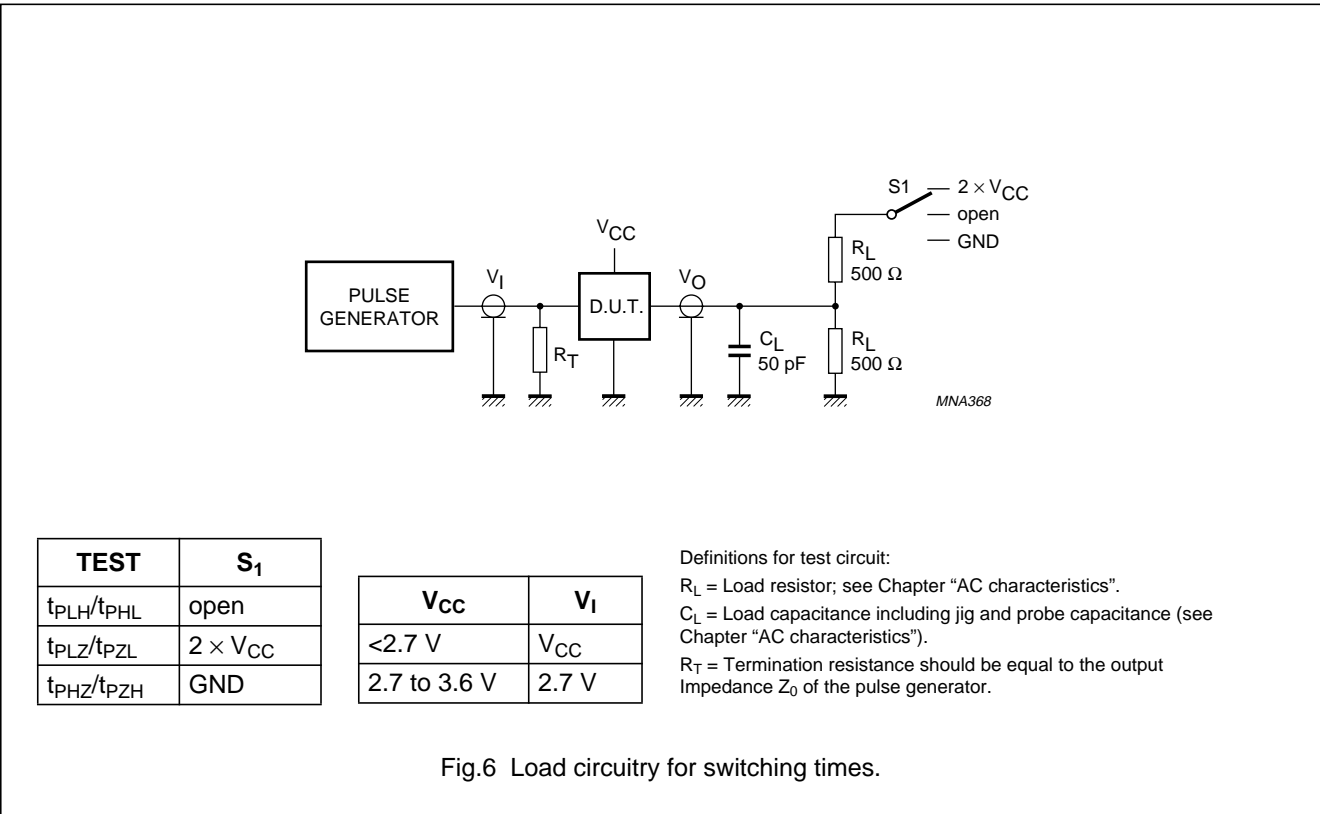 S1
2 × VCC
open
GND
VCC
RL
500 Ω
PULSE
GENERATOR
VI
D.U.T.
VO
RT
CL
50 pF
RL
500 Ω
MNA368
TEST S1
tPLH/tPHL open
tPLZ/tPZL 2 × VCC
tPHZ/tPZH GND
VCC VI
<2.7 V VCC
2.7 to 3.6 V 2.7 V
Definitions for test circuit:
RL = Load resistor; see Chapter “AC characteristics”.
CL = Load capacitance including jig and probe capacitance (see
Chapter “AC characteristics”).
RT = Termination resistance should be equal to the output
Impedance Z0 of the pulse generator.
Fig.6 Load circuitry for switching times.